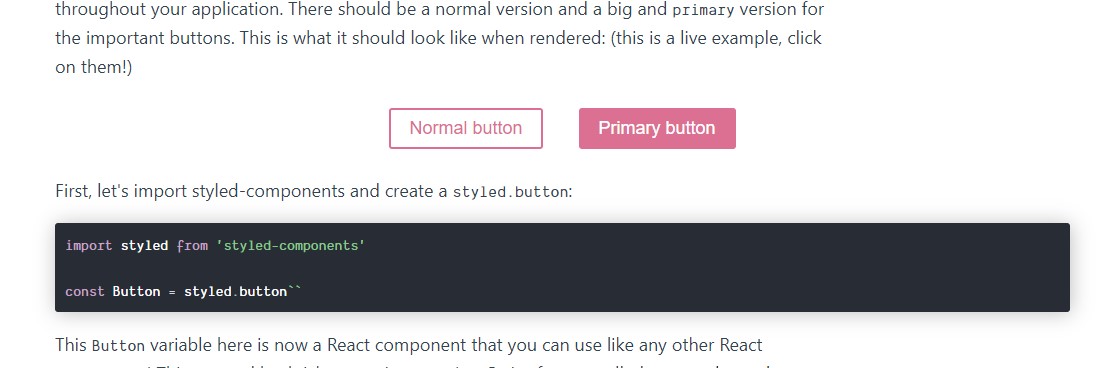 throughout your application. There should be a normal version and a big and primary version for
the important buttons. This is what it should look like when rendered: (this is a live example, click
on them!)
Normal button Primary button
First, let's import styled-components and create a styled.button:
import styled from 'styled-components'
const Button = styled.button``
This Button variable here is now a React component that you can use like any other React